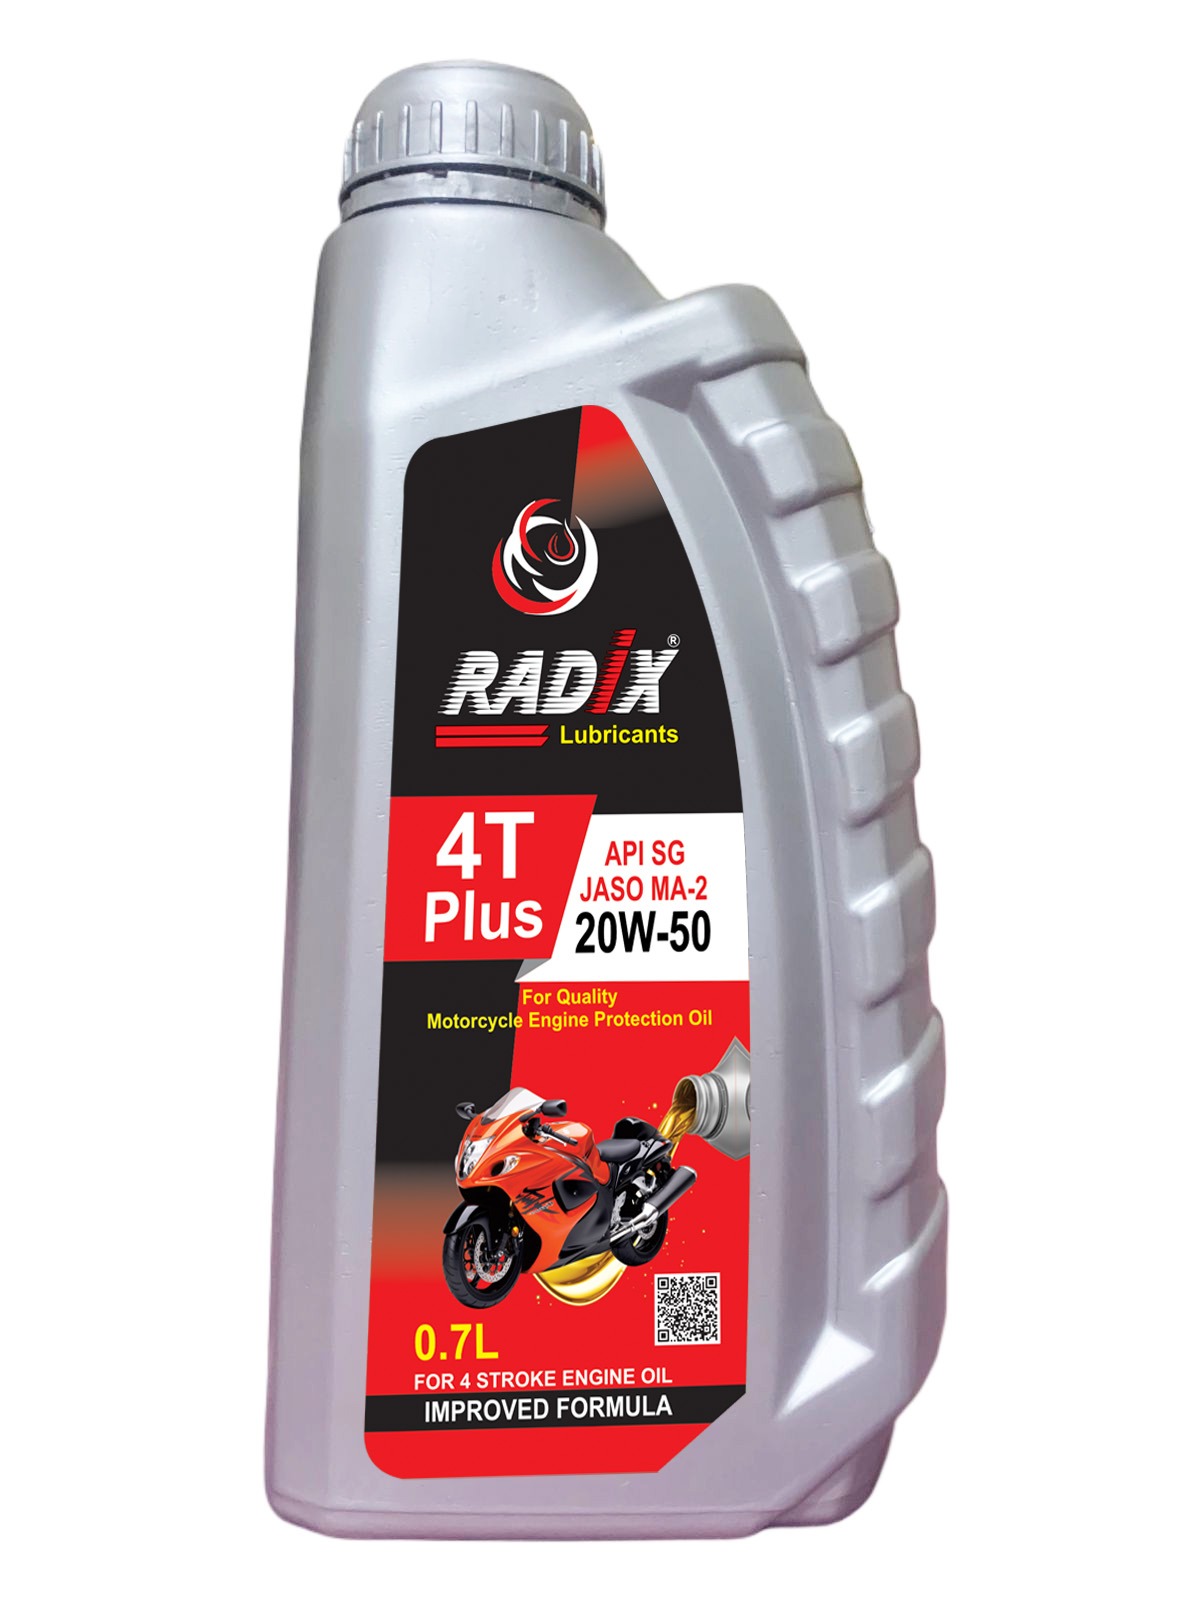 RADiX®
Lubricants
4T
Plus
API SG
JASO MA-2
20W-50
For Quality
Motorcycle Engine Protection Oil
0.7L
FOR 4 STROKE ENGINE OIL
IMPROVED FORMULA